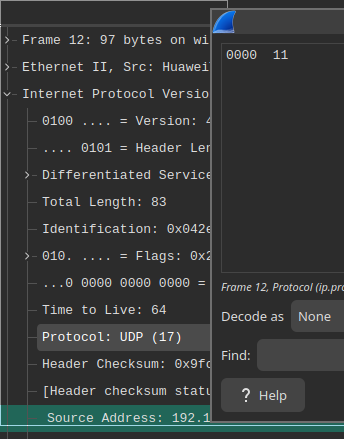 Frame 12: 97 bytes on wi
Ethernet II, Src: Huawei
Internet Protocol Versio
0100 .... = Version: 4
.... 0101 = Header Len
Differentiated Service
Total Length: 83
Identification: 0x042e
010. .... = Flags: 0x2
...0 0000 0000 0000 =
Time to Live: 64
Protocol: UDP (17)
Header Checksum: 0x9fc
[Header checksum statu
Source Address: 192.1
0000 11
Frame 12, Protocol (ip.pro
Decode as None
Find:
? Help